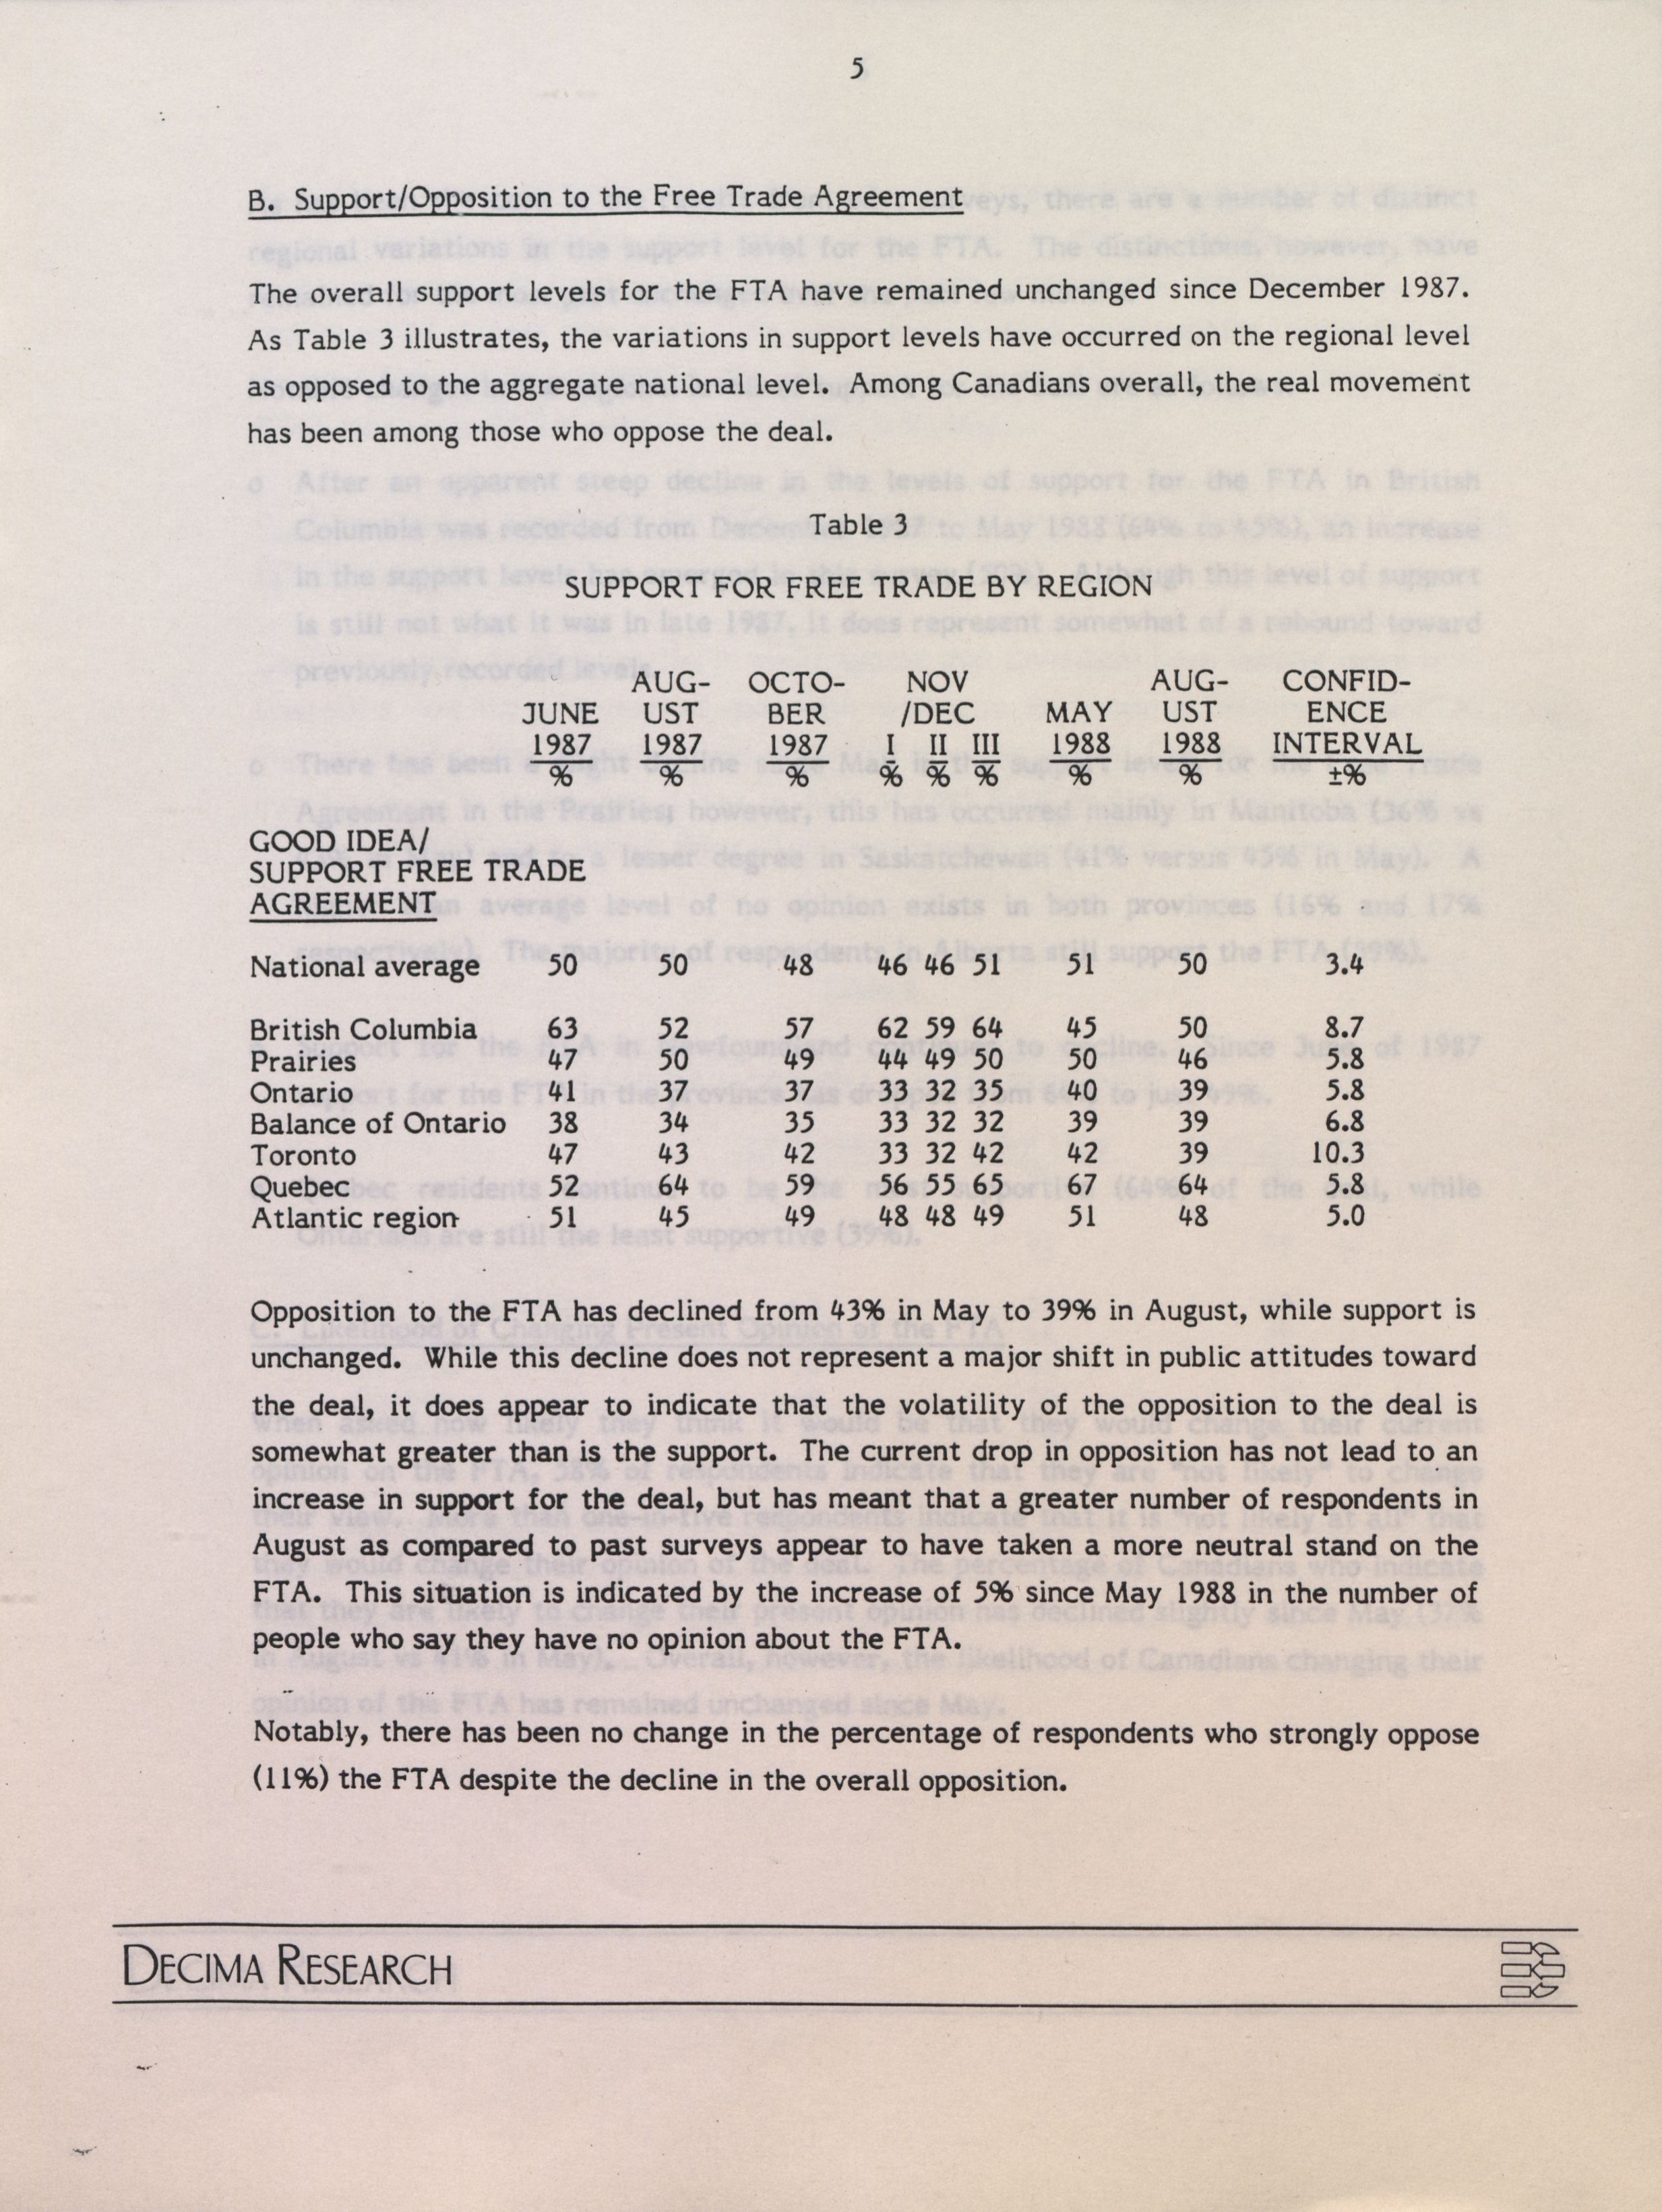 5
B. Support/Opposition to the Free Trade Agreement
The overall support levels for the FTA have remained unchanged since December 1987.
As Table 3 illustrates, the variations in support levels have occurred on the regional level
as opposed to the aggregate national level. Among Canadians overall, the real movement
has been among those who oppose the deal.
Table 3
SUPPORT FOR FREE TRADE BY REGION
AUG- OCTO- NOV AUG- CONFID-
JUNE UST BER /DEC MAY UST ENCE
1987 1987 1987 I II III 1988 1988 INTERVAL
% % % % % % % % ±%
GOOD IDEA/
SUPPORT FREE TRADE
AGREEMENT
National average 50 50 48 46 46 51 51 50 3.4
British Columbia 63 52 57 62 59 64 45 50 8.7
Prairies 47 50 49 44 49 50 50 46 5.8
Ontario 41 37 37 33 32 35 40 39 5.8
Balance of Ontario 38 34 35 33 32 32 39 39 6.8
Toronto 47 43 42 33 32 42 42 39 10.3
Quebec 52 64 59 56 55 65 67 64 5.8
Atlantic region 51 45 49 48 48 49 51 48 5.0
Opposition to the FTA has declined from 43% in May to 39% in August, while support is
unchanged. While this decline does not represent a major shift in public attitudes toward
the deal, it does appear to indicate that the volatility of the opposition to the deal is
somewhat greater than is the support. The current drop in opposition has not lead to an
increase in support for the deal, but has meant that a greater number of respondents in
August as compared to past surveys appear to have taken a more neutral stand on the
FTA. This situation is indicated by the increase of 5% since May 1988 in the number of
people who say they have no opinion about the FTA.
Notably, there has been no change in the percentage of respondents who strongly oppose
(11%) the FTA despite the decline in the overall opposition.
DECIMA RESEARCH